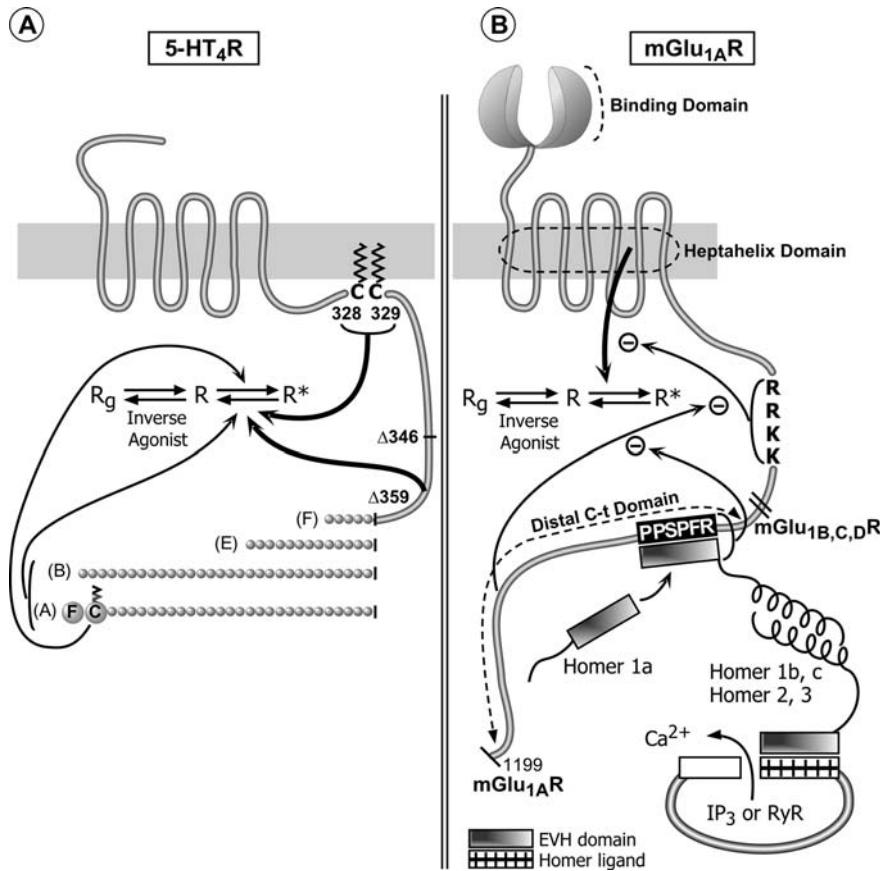 A
5-HT4R
C C
328 329
Rg R R*
Inverse
Agonist
Δ346
Δ359
(F)
(E)
(B)
(A) F C
B
mGlu1AR
Binding Domain
Heptahelix Domain
R
R
K
K
Rg R R*
Inverse
Agonist
Distal C-t Domain
PPSPFR
mGlu1B,C,DR
Homer 1a
Homer 1b, c
Homer 2, 3
1199
mGlu1AR
Ca2+
IP3 or RyR
EVH domain
Homer ligand